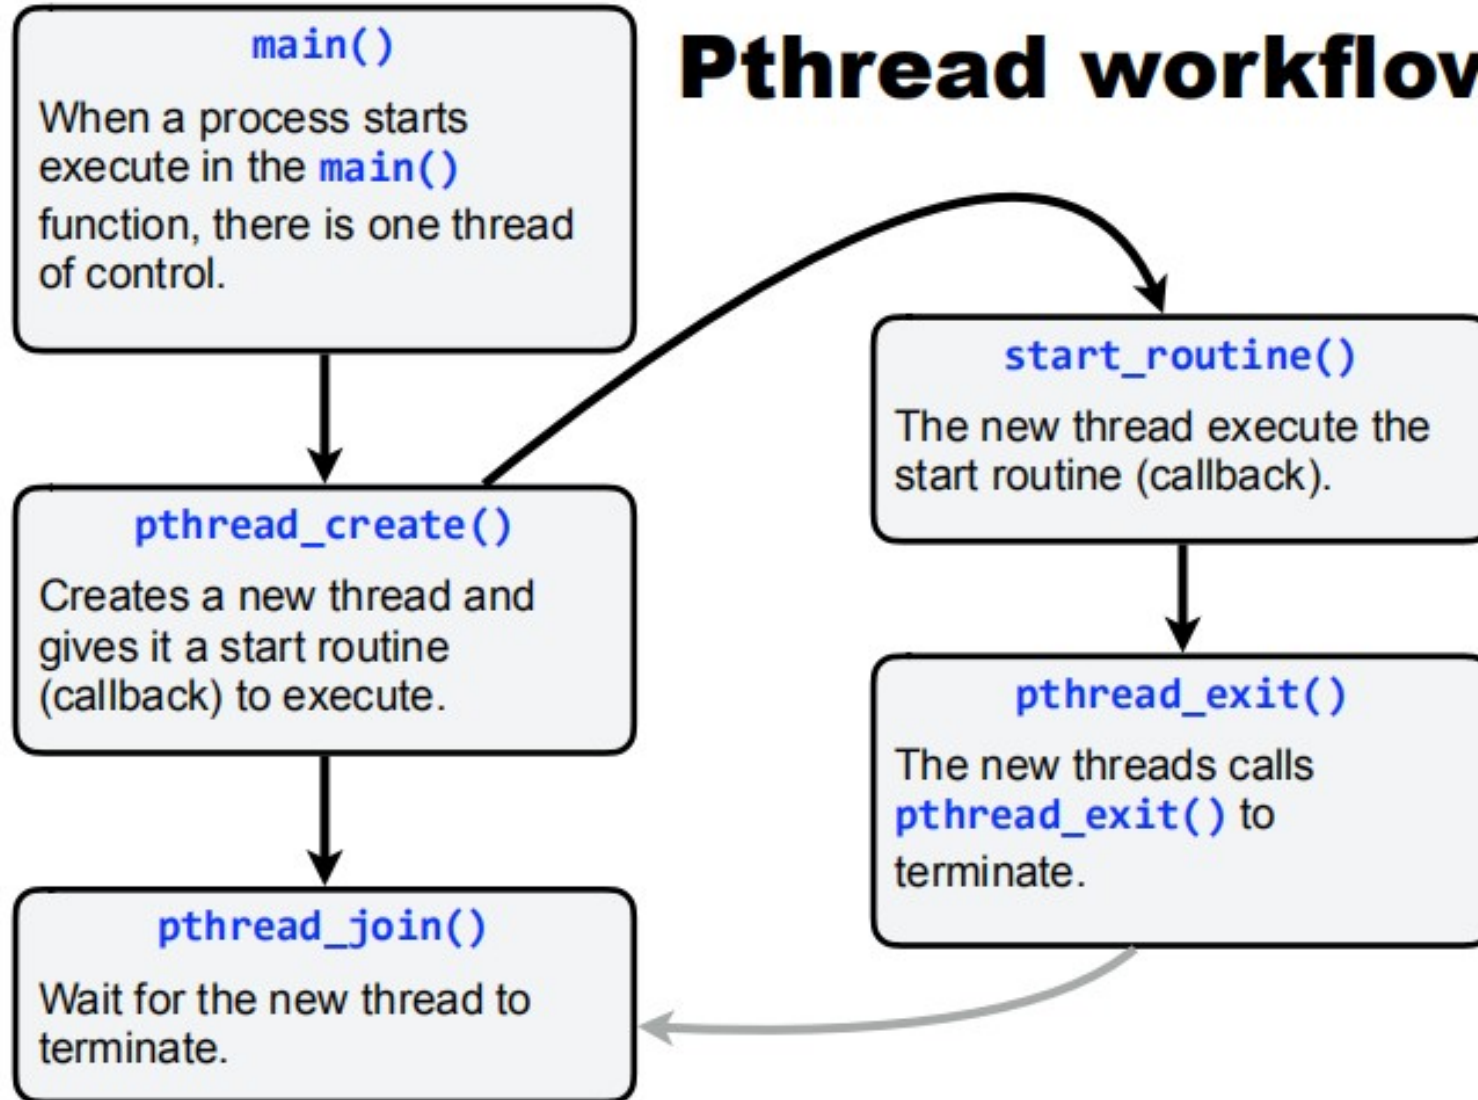 main()
When a process starts
execute in the main()
function, there is one thread
of control.
Pthread workflow
pthread_create()
Creates a new thread and
gives it a start routine
(callback) to execute.
pthread_join()
Wait for the new thread to
terminate.
start_routine()
The new thread execute the
start routine (callback).
pthread_exit()
The new threads calls
pthread_exit() to
terminate.